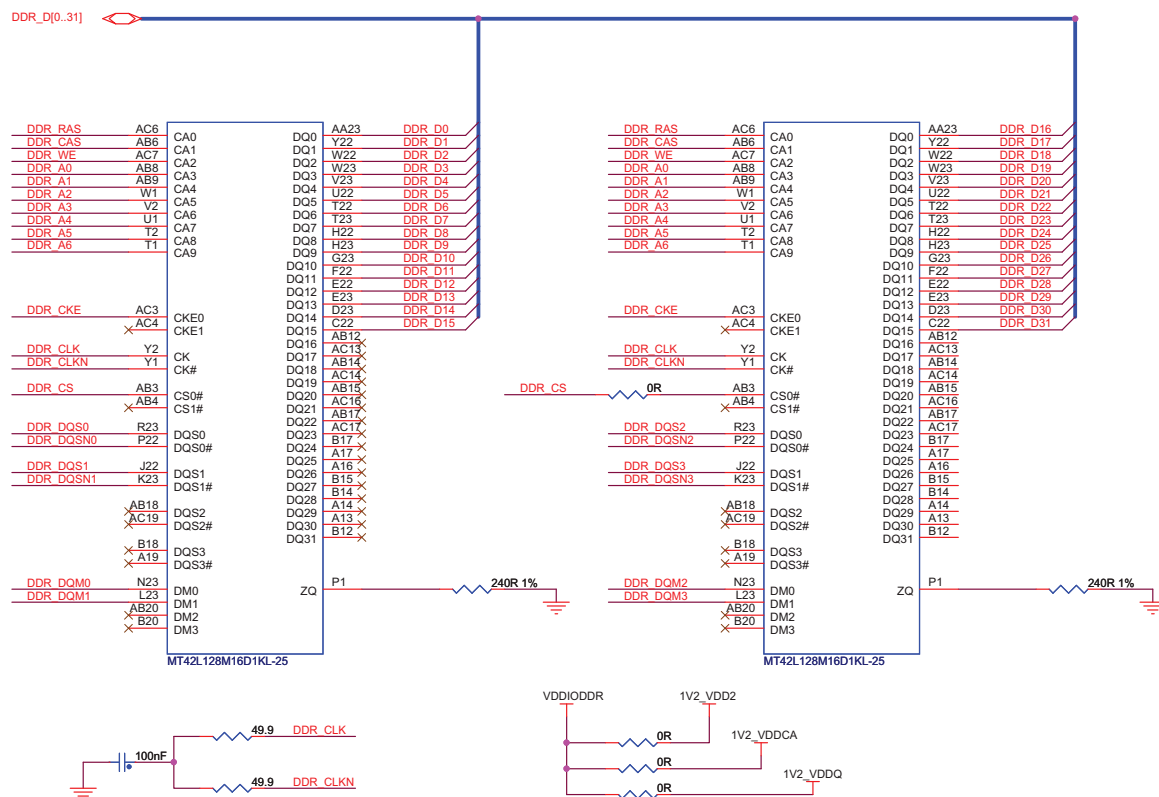 DDR_D[0..31]
DDR_RAS AC6 CA0 DQ0 AA23 DDR_D0 DDR_RAS AC6 CA0 DQ0 AA23 DDR_D16
DDR_CAS AB6 CA1 DQ1 Y22 DDR_D1 DDR_CAS AB6 CA1 DQ1 Y22 DDR_D17
DDR_WE AC7 CA2 DQ2 W22 DDR_D2 DDR_WE AC7 CA2 DQ2 W22 DDR_D18
DDR_A0 AB8 CA3 DQ3 W23 DDR_D3 DDR_A0 AB8 CA3 DQ3 W23 DDR_D19
DDR_A1 AB9 CA4 DQ4 V23 DDR_D4 DDR_A1 AB9 CA4 DQ4 V23 DDR_D20
DDR_A2 W1 CA5 DQ5 U22 DDR_D5 DDR_A2 W1 CA5 DQ5 U22 DDR_D21
DDR_A3 V2 CA6 DQ6 T22 DDR_D6 DDR_A3 V2 CA6 DQ6 T22 DDR_D22
DDR_A4 U1 CA7 DQ7 T23 DDR_D7 DDR_A4 U1 CA7 DQ7 T23 DDR_D23
DDR_A5 T2 CA8 DQ8 H22 DDR_D8 DDR_A5 T2 CA8 DQ8 H22 DDR_D24
DDR_A6 T1 CA9 DQ9 H23 DDR_D9 DDR_A6 T1 CA9 DQ9 H23 DDR_D25
DQ10 G23 DDR_D10 DQ10 G23 DDR_D26
DQ11 F22 DDR_D11 DQ11 F22 DDR_D27
DQ12 E22 DDR_D12 DQ12 E22 DDR_D28
DQ13 E23 DDR_D13 DQ13 E23 DDR_D29
DDR_CKE AC3 CKE0 DQ14 D23 DDR_D14 DDR_CKE AC3 CKE0 DQ14 D23 DDR_D30
AC4 CKE1 DQ15 C22 DDR_D15 AC4 CKE1 DQ15 C22 DDR_D31
DQ16 AB12 DQ16 AB12
DDR_CLK Y2 CK DQ17 AC13 DDR_CLK Y2 CK DQ17 AC13
DDR_CLKN Y1 CK# DQ18 AB14 DDR_CLKN Y1 CK# DQ18 AB14
DQ19 AC14 DQ19 AC14
DDR_CS AB3 CS0# DQ20 AB15 DDR_CS 0R AB3 CS0# DQ20 AB15
AB4 CS1# DQ21 AC16 AB4 CS1# DQ21 AC16
DQ22 AB17 DQ22 AB17
DDR_DQS0 R23 DQS0 DQ23 AC17 DDR_DQS2 R23 DQS0 DQ23 AC17
DDR_DQSN0 P22 DQS0# DQ24 B17 DDR_DQSN2 P22 DQS0# DQ24 B17
DQ25 A17 DQ25 A17
DDR_DQS1 J22 DQS1 DQ26 A16 DDR_DQS3 J22 DQS1 DQ26 A16
DDR_DQSN1 K23 DQS1# DQ27 B15 DDR_DQSN3 K23 DQS1# DQ27 B15
DQ28 B14 DQ28 B14
AB18 DQS2 DQ29 A14 AB18 DQS2 DQ29 A14
AC19 DQS2# DQ30 A13 AC19 DQS2# DQ30 A13
DQ31 B12 DQ31 B12
B18 DQS3 B18 DQS3
A19 DQS3# A19 DQS3#
DDR_DQM0 N23 DM0 ZQ P1 240R 1% DDR_DQM2 N23 DM0 ZQ P1 240R 1%
DDR_DQM1 L23 DM1 DDR_DQM3 L23 DM1
AB20 DM2 AB20 DM2
B20 DM3 B20 DM3
MT42L128M16D1KL-25 MT42L128M16D1KL-25
VDDIODDR 1V2_VDD2
49.9 DDR_CLK 0R 1V2_VDDCA
100nF 0R 1V2_VDDQ
49.9 DDR_CLKN 0R